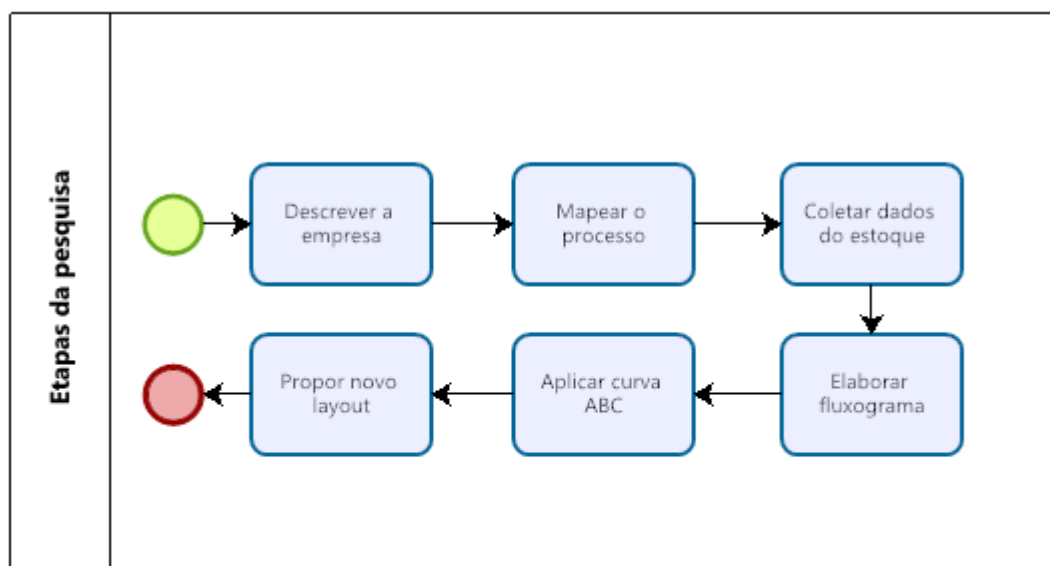 Etapas da pesquisa
Descrever a
empresa
Mapear o
processo
Coletar dados
do estoque
Elaborar
fluxograma
Aplicar curva
ABC
Propor novo
layout